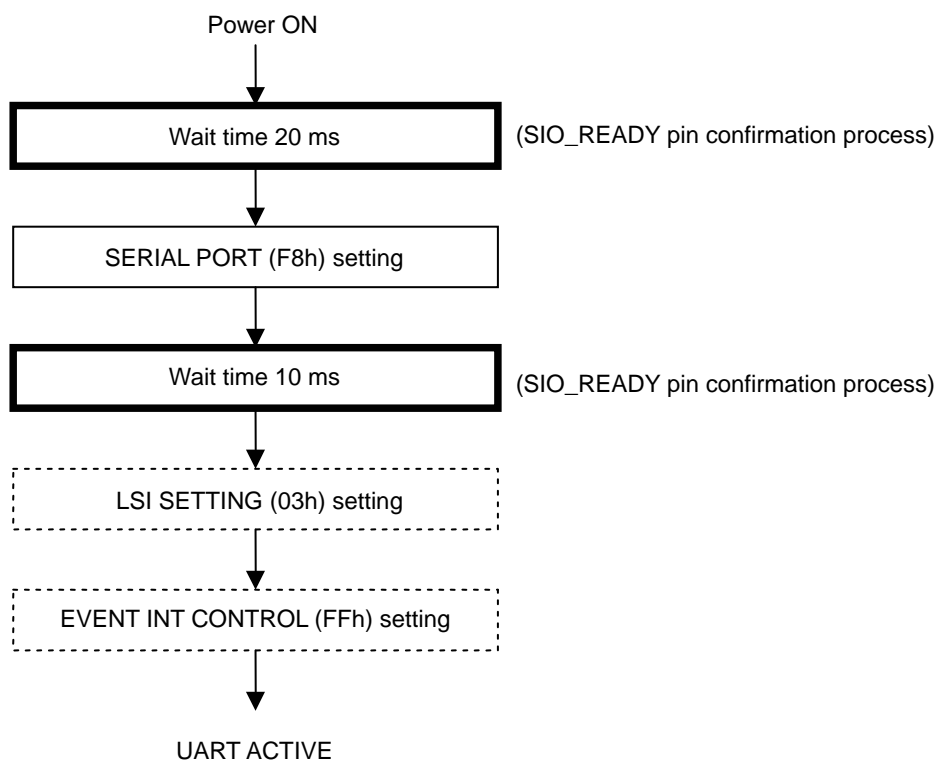 Power ON
Wait time 20 ms
(SIO_READY pin confirmation process)
SERIAL PORT (F8h) setting
Wait time 10 ms
(SIO_READY pin confirmation process)
LSI SETTING (03h) setting
EVENT INT CONTROL (FFh) setting
UART ACTIVE